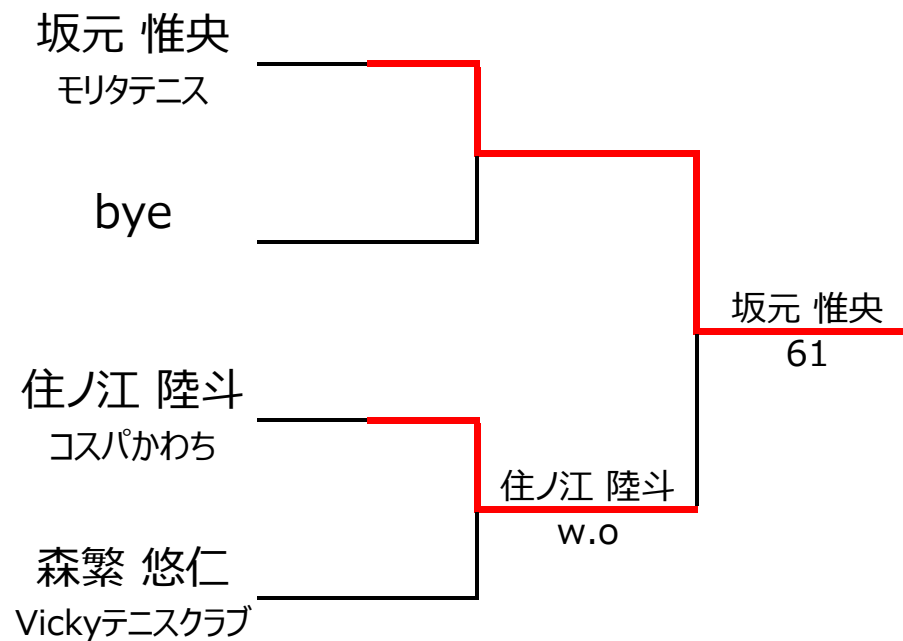 坂元 惟央
モリタテニス
bye
坂元 惟央
61
住ノ江 陸斗
コスパかわち
住ノ江 陸斗
w.o
森繁 悠仁
Vickyテニスクラブ